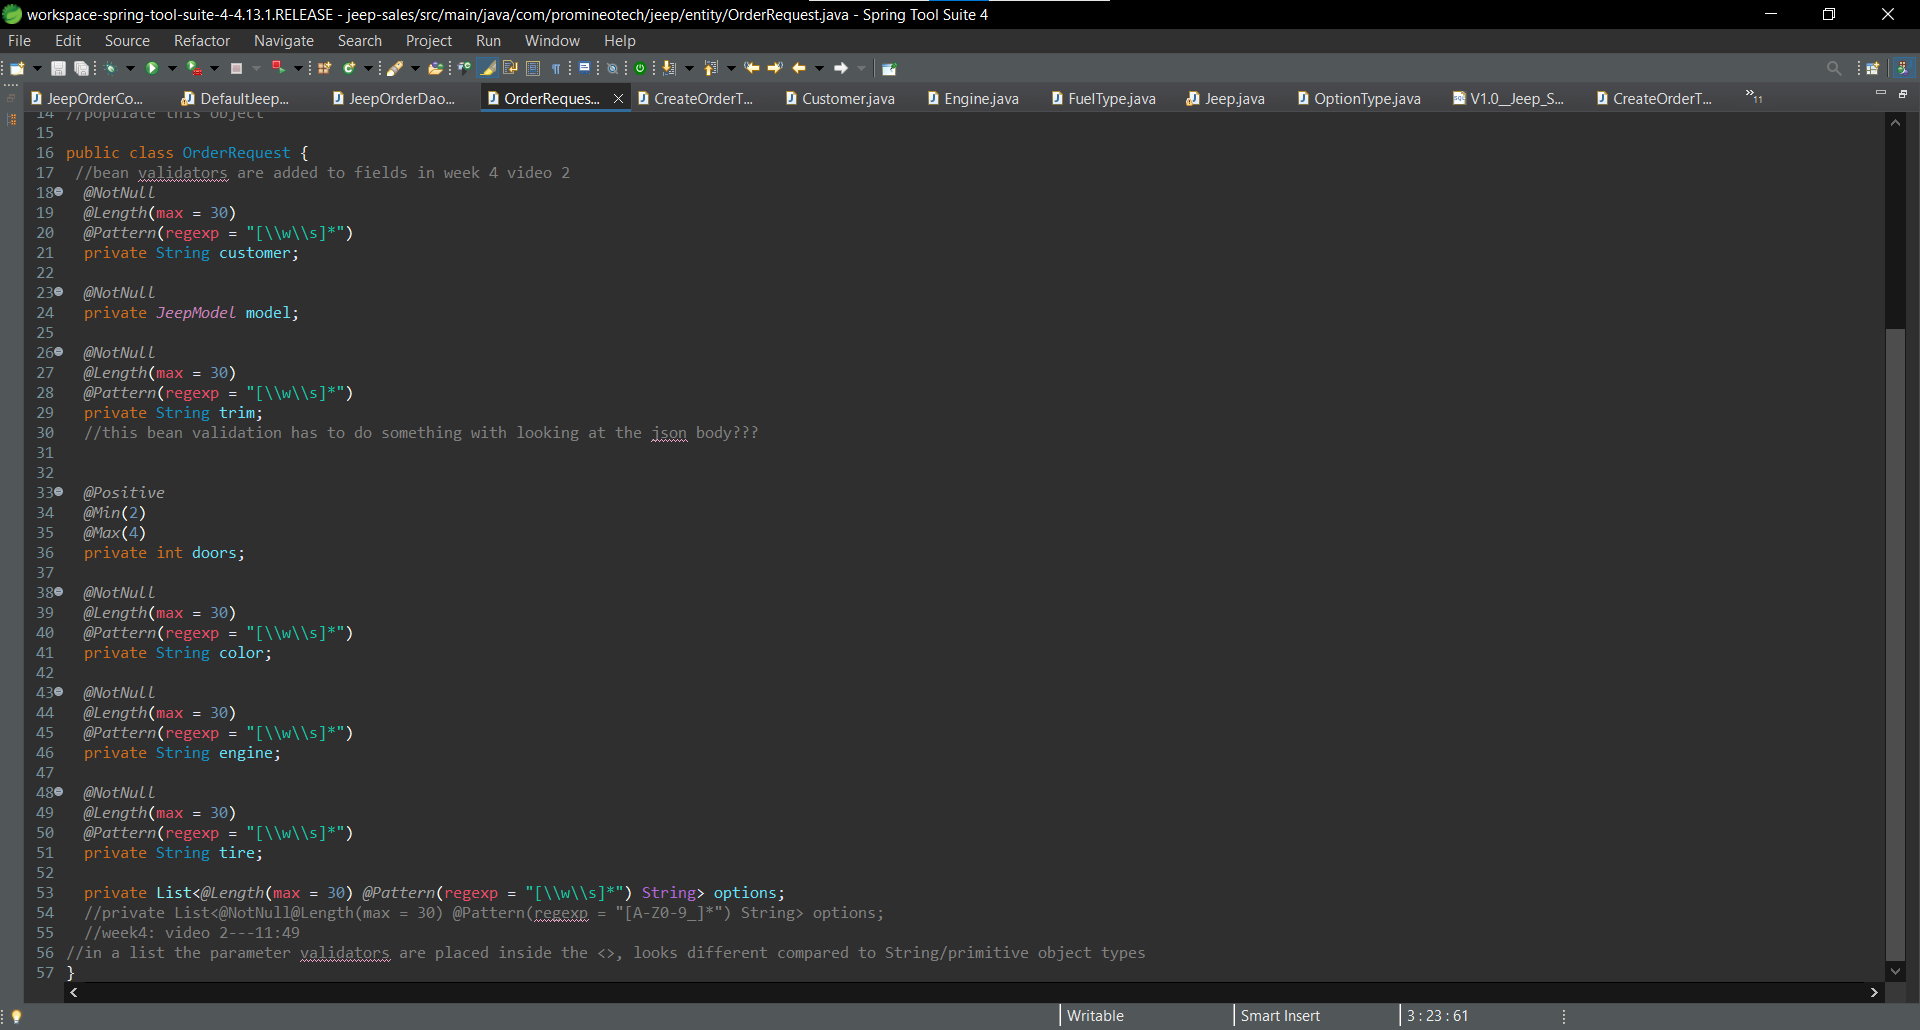 workspace-spring-tool-suite-4-4.13.1.RELEASE - jeep-sales/src/main/java/com/promineotech/jeep/entity/OrderRequest.java - Spring Tool Suite 4
File Edit Source Refactor Navigate Search Project Run Window Help
JeepOrderCo... DefaultJeep... JeepOrderDao... OrderReques... CreateOrderT... Customer.java Engine.java FuelType.java Jeep.java OptionType.java V1.0__Jeep_S... CreateOrderT... »11
14 //populate this object
15
16 public class OrderRequest {
17 //bean validators are added to fields in week 4 video 2
18 @NotNull
19 @Length(max = 30)
20 @Pattern(regexp = "[\\w\\s]*")
21 private String customer;
22
23 @NotNull
24 private JeepModel model;
25
26 @NotNull
27 @Length(max = 30)
28 @Pattern(regexp = "[\\w\\s]*")
29 private String trim;
30 //this bean validation has to do something with looking at the json body???
31
32
33 @Positive
34 @Min(2)
35 @Max(4)
36 private int doors;
37
38 @NotNull
39 @Length(max = 30)
40 @Pattern(regexp = "[\\w\\s]*")
41 private String color;
42
43 @NotNull
44 @Length(max = 30)
45 @Pattern(regexp = "[\\w\\s]*")
46 private String engine;
47
48 @NotNull
49 @Length(max = 30)
50 @Pattern(regexp = "[\\w\\s]*")
51 private String tire;
52
53 private List<@Length(max = 30) @Pattern(regexp = "[\\w\\s]*") String> options;
54 //private List<@NotNull@Length(max = 30) @Pattern(regexp = "[A-Z0-9_]*") String> options;
55 //week4: video 2---11:49
56 //in a list the parameter validators are placed inside the <>, looks different compared to String/primitive object types
57 }
Writable Smart Insert 3 : 23 : 61